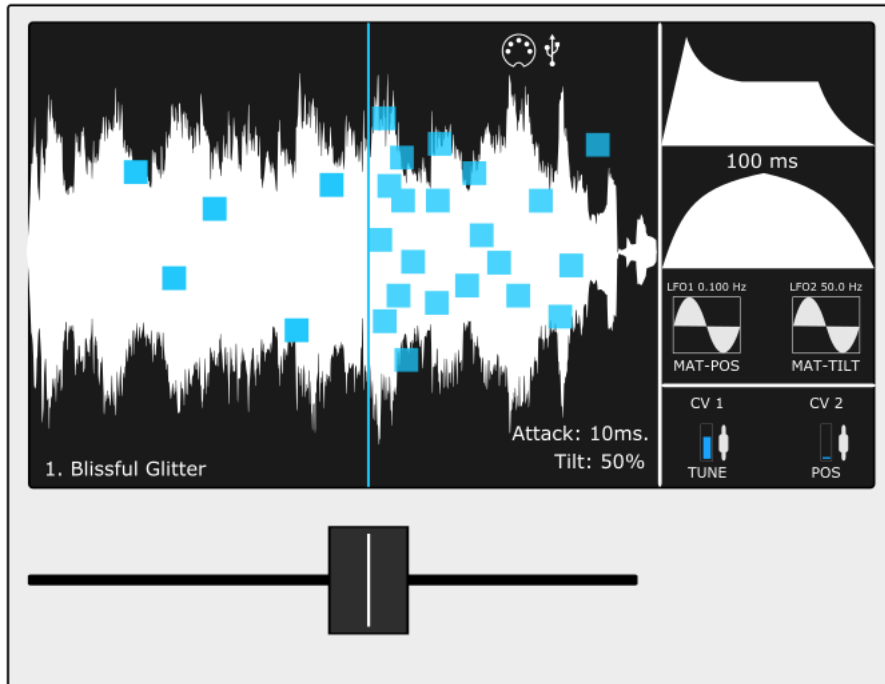 Attack: 10ms.
Tilt: 50%
1. Blissful Glitter
100 ms
LFO1 0.100 Hz
LFO2 50.0 Hz
MAT-POS
MAT-TILT
CV 1
CV 2
TUNE
POS